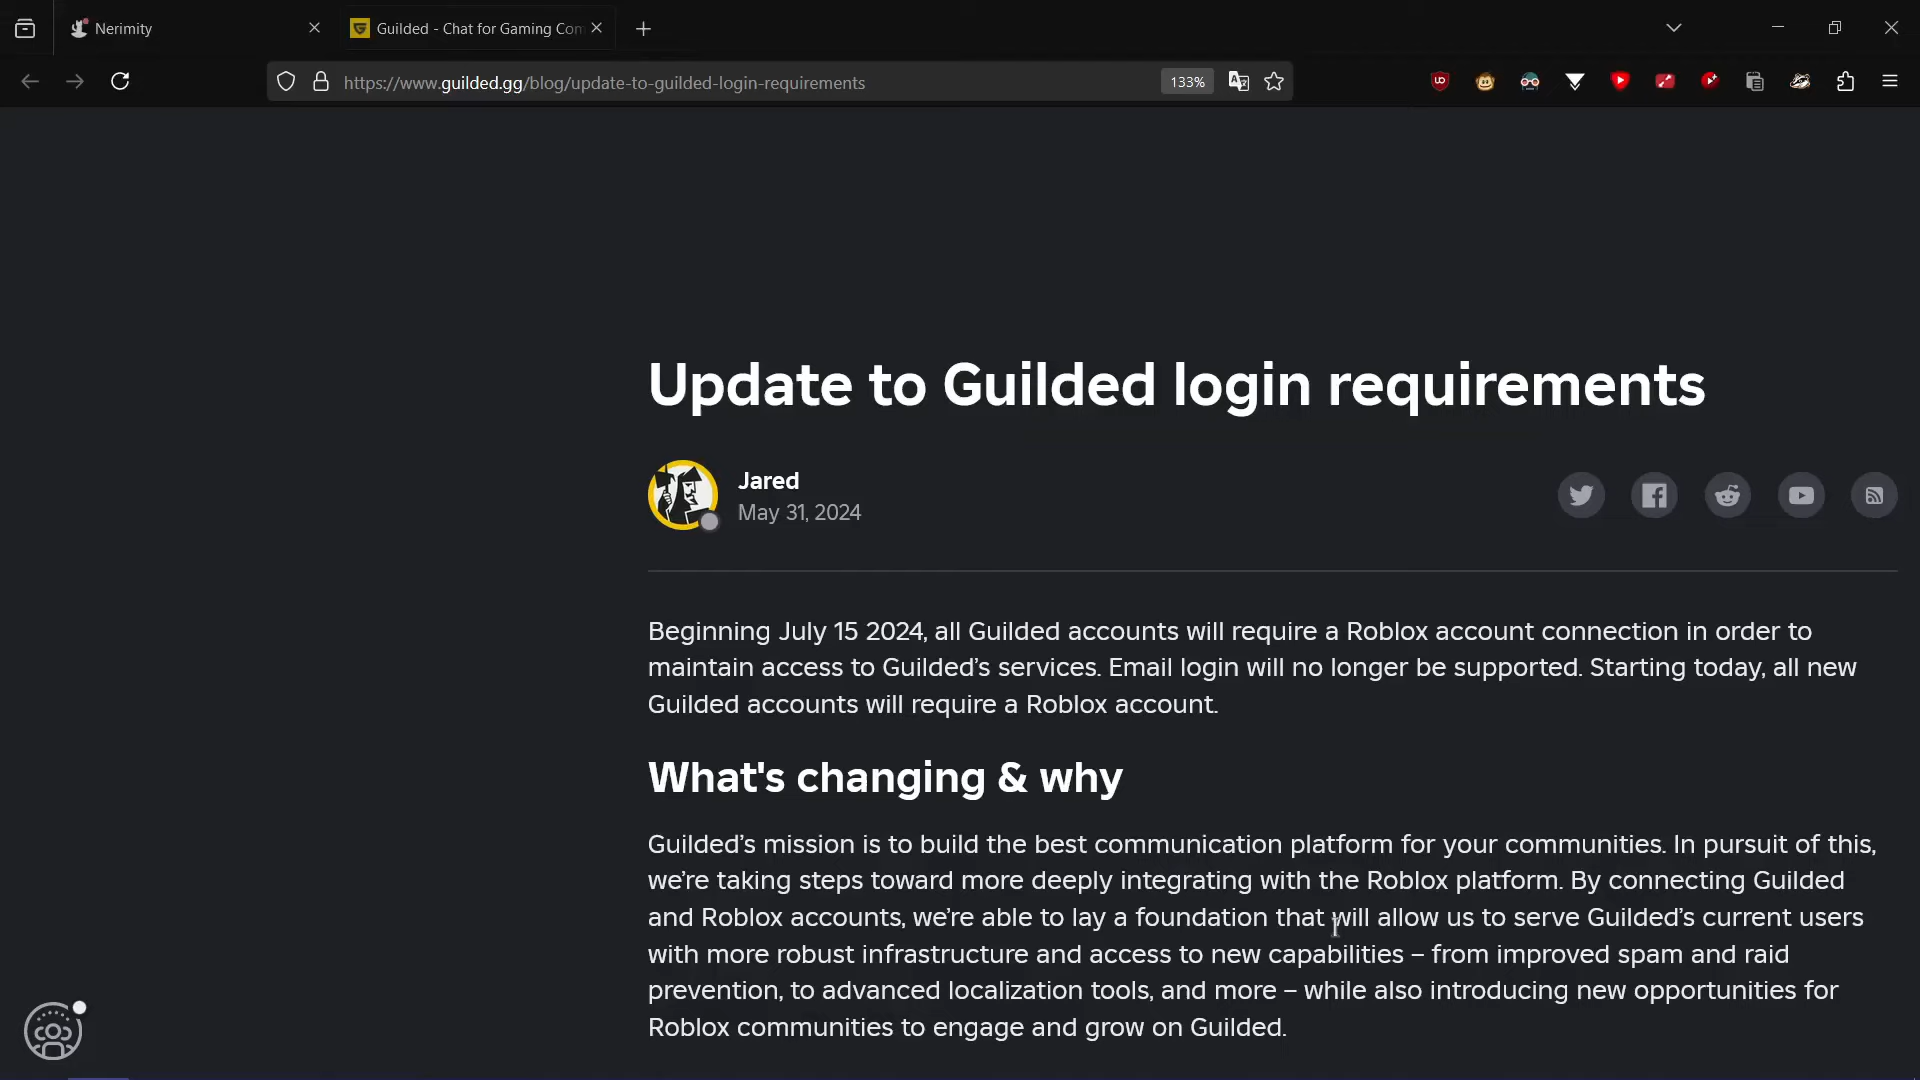 Nerimity
Guilded - Chat for Gaming Com
https://www.guilded.gg/blog/update-to-guilded-login-requirements
133%
Update to Guilded login requirements
Jared
May 31, 2024
Beginning July 15 2024, all Guilded accounts will require a Roblox account connection in order to
maintain access to Guilded’s services. Email login will no longer be supported. Starting today, all new
Guilded accounts will require a Roblox account.
What's changing & why
Guilded’s mission is to build the best communication platform for your communities. In pursuit of this,
we’re taking steps toward more deeply integrating with the Roblox platform. By connecting Guilded
and Roblox accounts, we’re able to lay a foundation that will allow us to serve Guilded’s current users
with more robust infrastructure and access to new capabilities – from improved spam and raid
prevention, to advanced localization tools, and more – while also introducing new opportunities for
Roblox communities to engage and grow on Guilded.